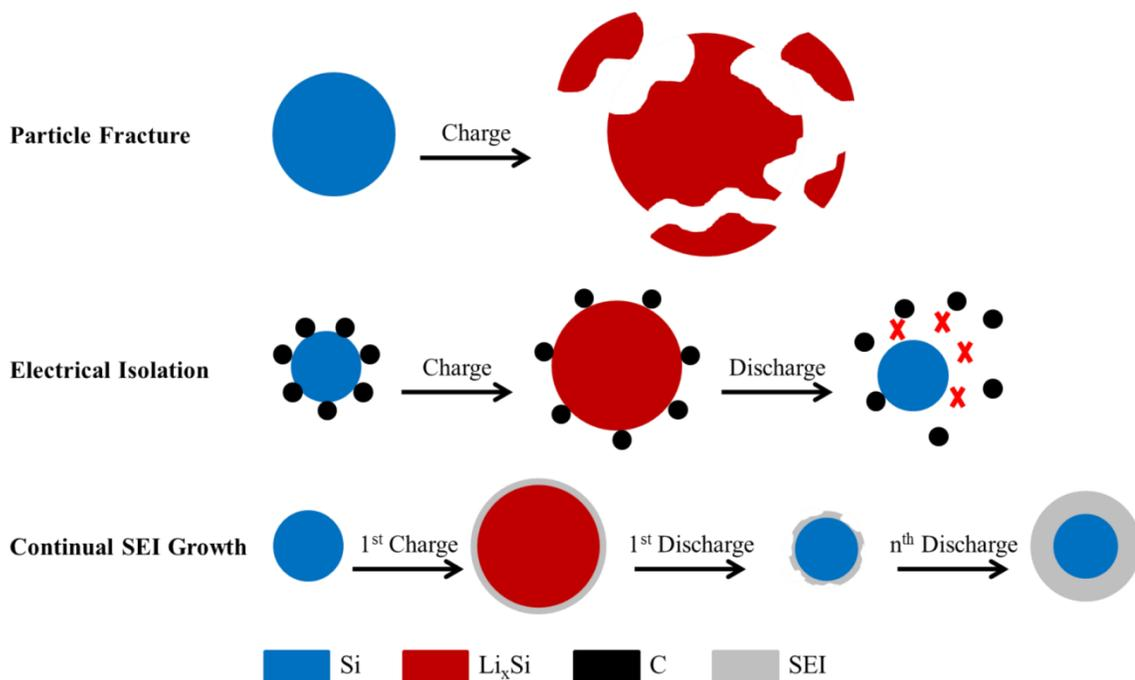 Particle Fracture
Charge
Electrical Isolation
Charge
Discharge
Continual SEI Growth
1st Charge
1st Discharge
nth Discharge
Si
LixSi
C
SEI